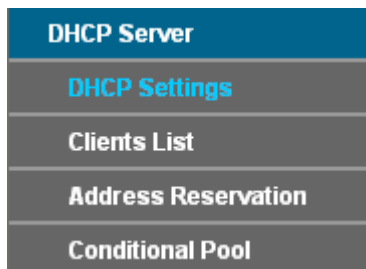 DHCP Server
DHCP Settings
Clients List
Address Reservation
Conditional Pool